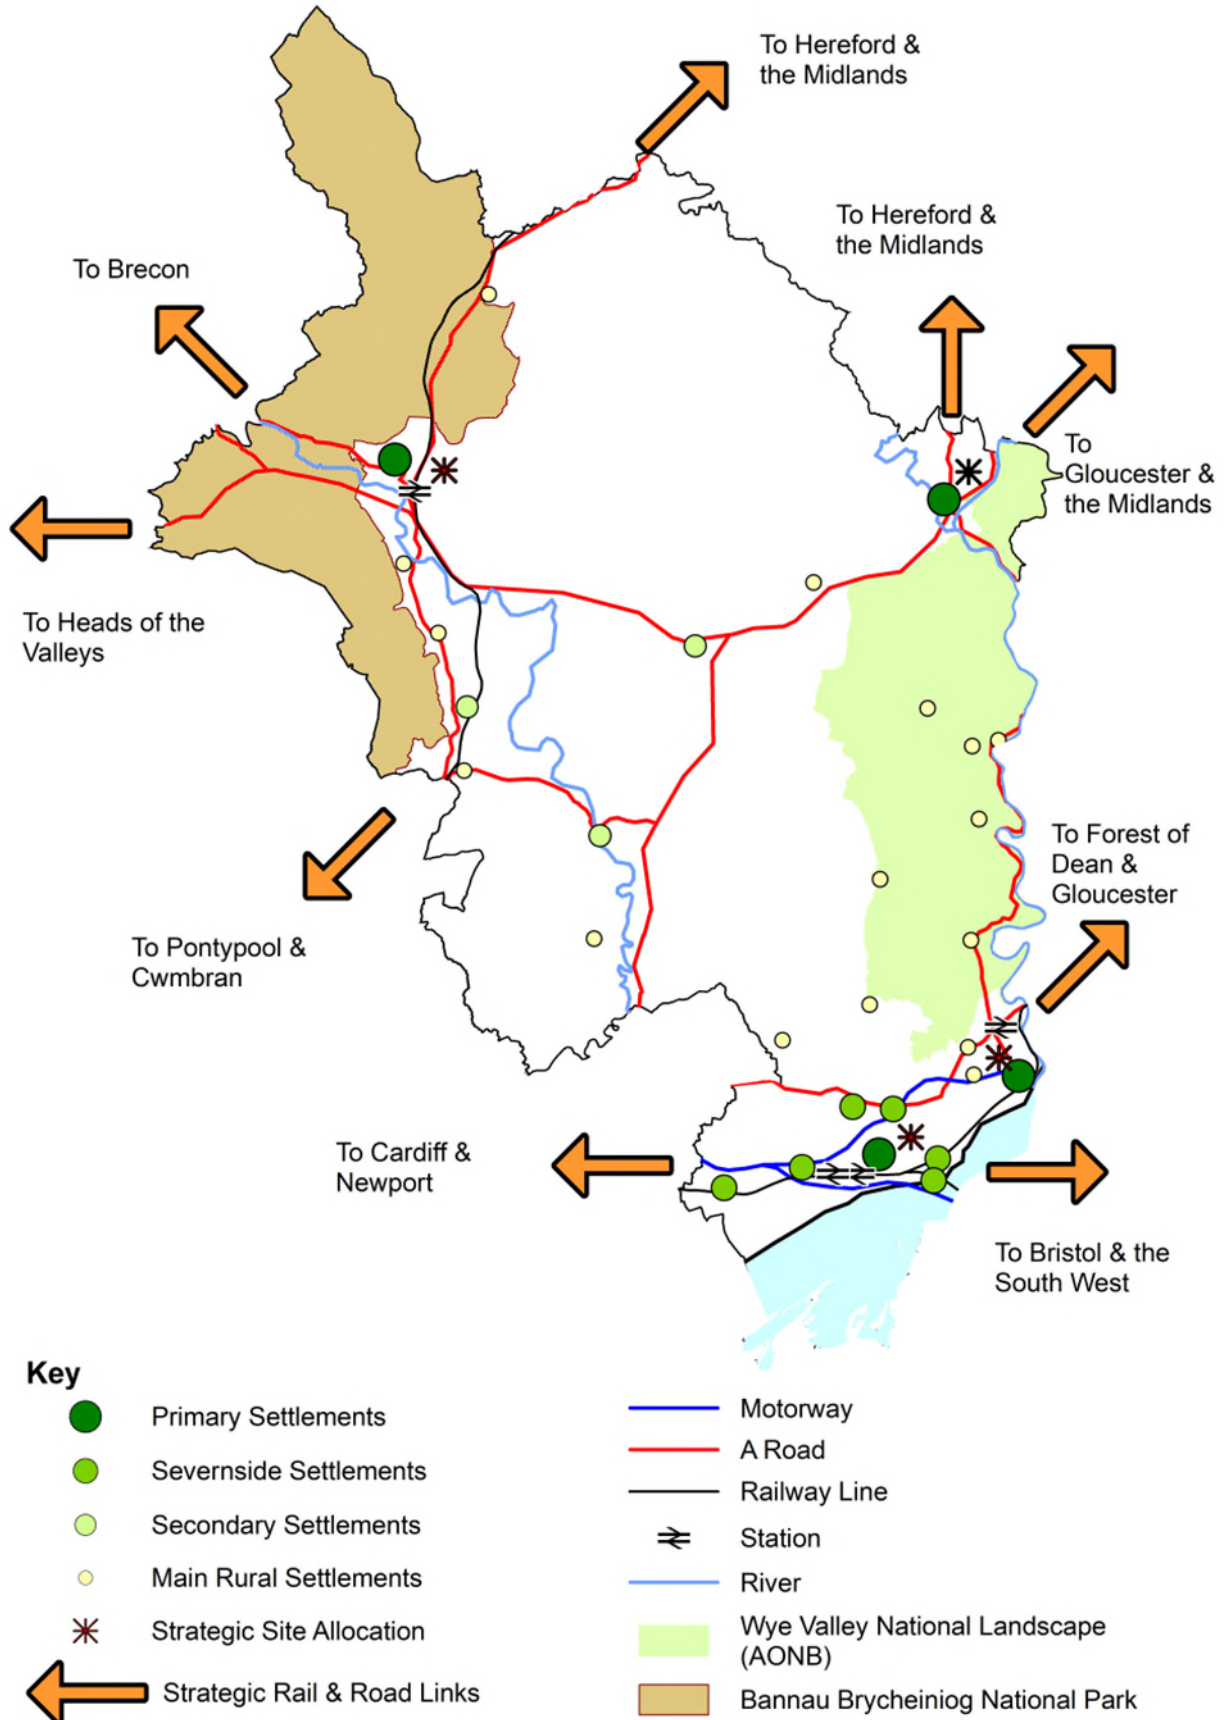 To Hereford &
the Midlands
To Hereford &
the Midlands
To Brecon
To
Gloucester &
the Midlands
To Heads of the
Valleys
To Forest of
Dean &
Gloucester
To Pontypool &
Cwmbran
To Cardiff &
Newport
To Bristol & the
South West
Key
Primary Settlements
Severnside Settlements
Secondary Settlements
Main Rural Settlements
Strategic Site Allocation
Strategic Rail & Road Links
Motorway
A Road
Railway Line
Station
River
Wye Valley National Landscape
(AONB)
Bannau Brycheiniog National Park